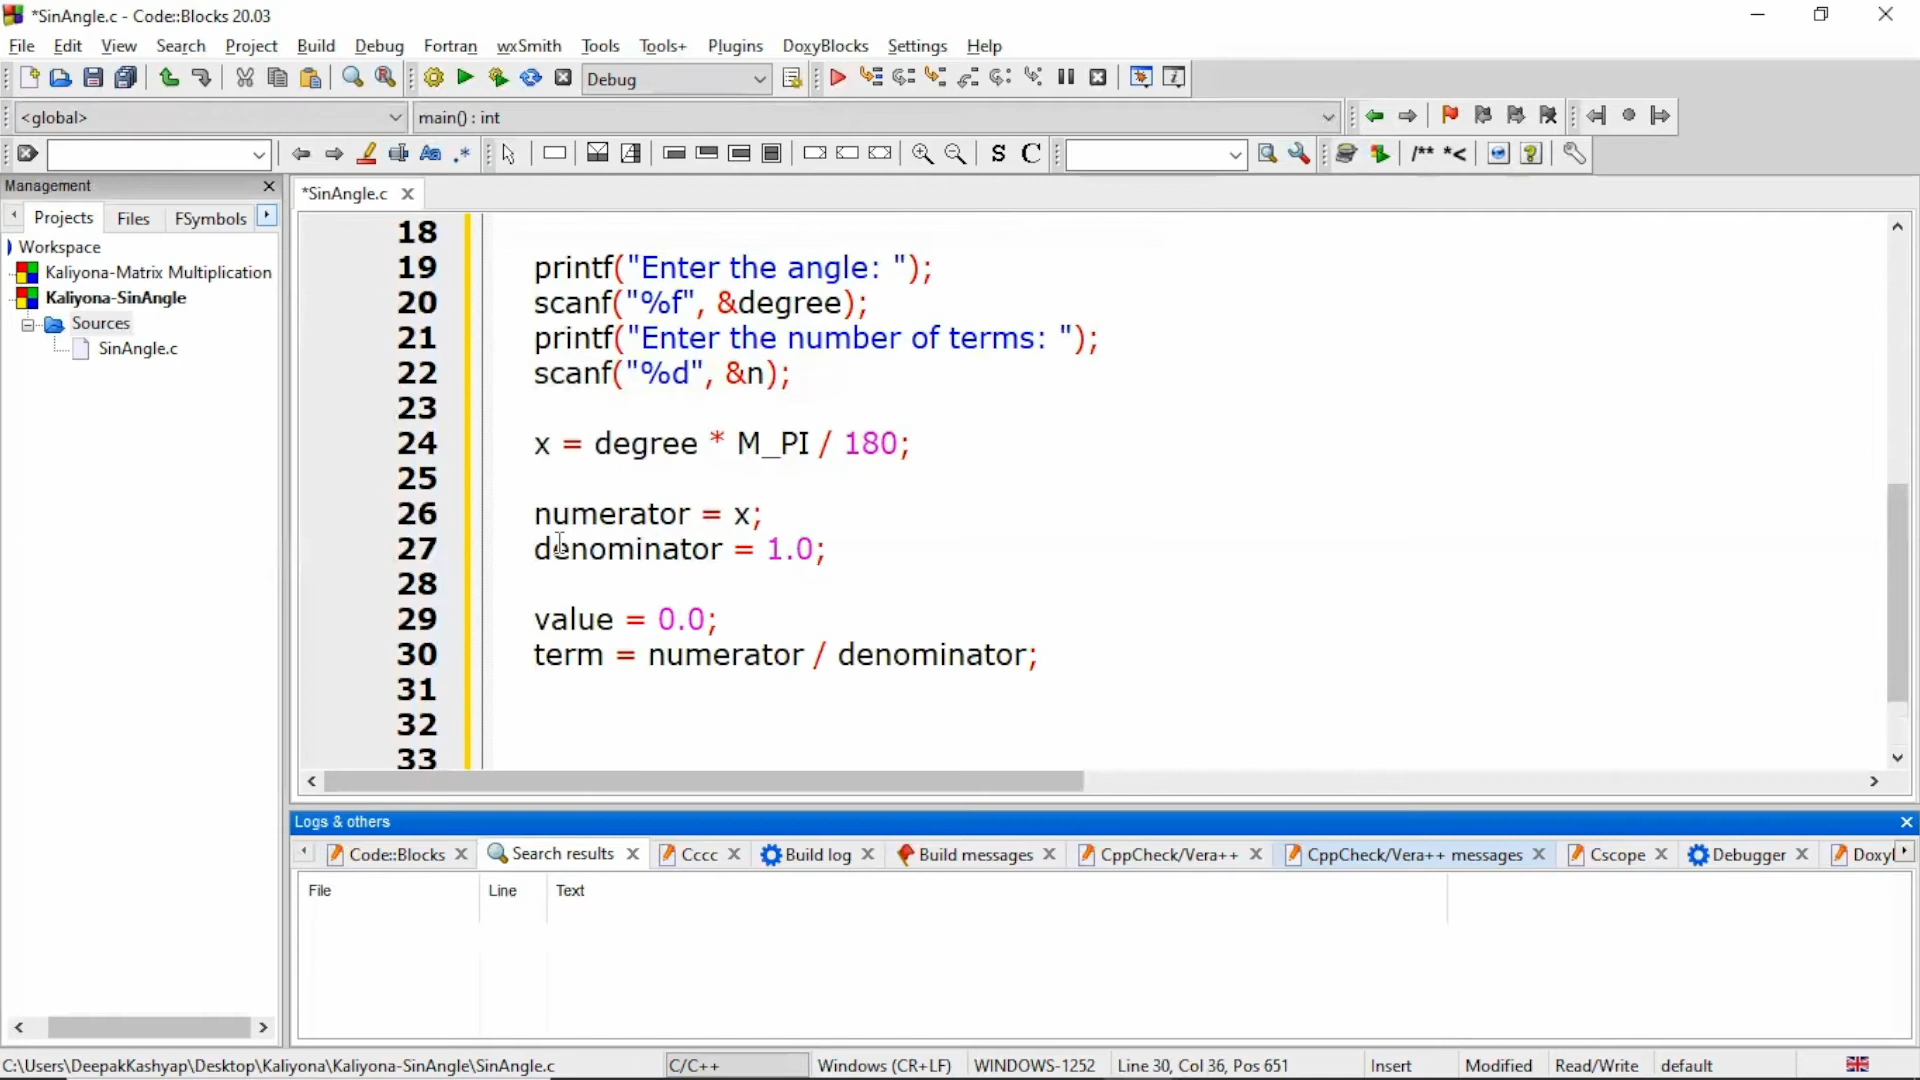 *SinAngle.c - Code::Blocks 20.03
File Edit View Search Project Build Debug Fortran wxSmith Tools Tools+ Plugins DoxyBlocks Settings Help
Debug
<global> main() : int
Aa .* S C /** *<
Management
Projects Files FSymbols
Workspace
Kaliyona-Matrix Multiplication
Kaliyona-SinAngle
Sources
SinAngle.c
*SinAngle.c
18
19 printf("Enter the angle: ");
20 scanf("%f", &degree);
21 printf("Enter the number of terms: ");
22 scanf("%d", &n);
23
24 x = degree * M_PI / 180;
25
26 numerator = x;
27 denominator = 1.0;
28
29 value = 0.0;
30 term = numerator / denominator;
31
32
33
Logs & others
Code::Blocks Search results Cccc Build log Build messages CppCheck/Vera++ CppCheck/Vera++ messages Cscope Debugger Doxy
File Line Text
C:\Users\DeepakKashyap\Desktop\Kaliyona\Kaliyona-SinAngle\SinAngle.c C/C++ Windows (CR+LF) WINDOWS-1252 Line 30, Col 36, Pos 651 Insert Modified Read/Write default